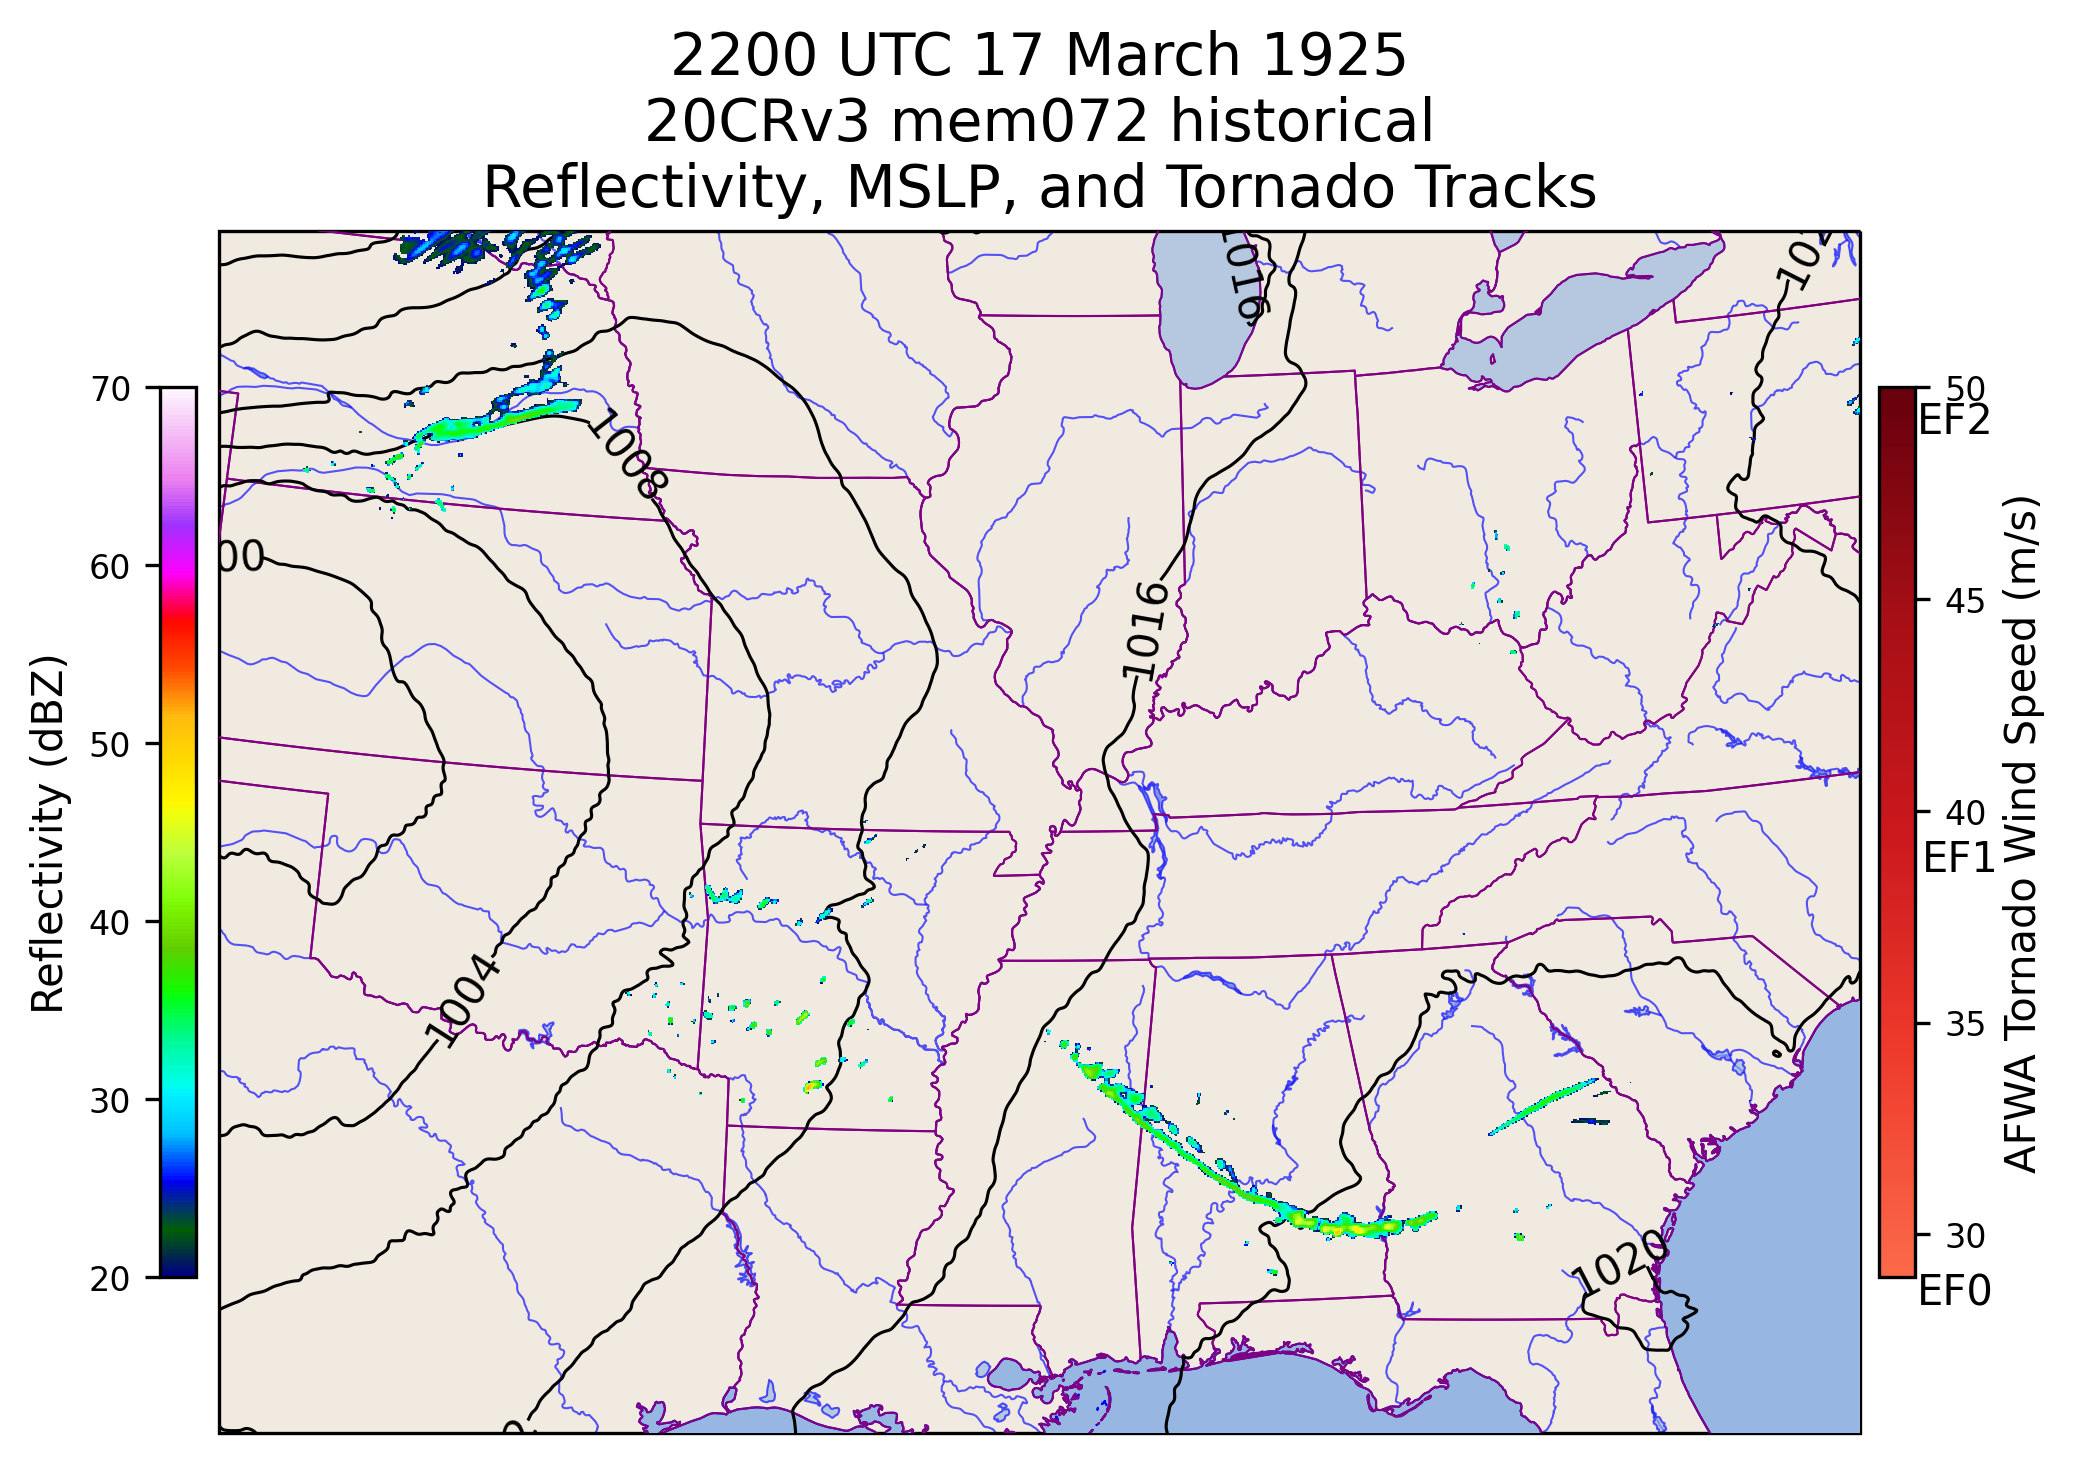 2200 UTC 17 March 1925
20CRv3 mem072 historical
Reflectivity, MSLP, and Tornado Tracks
1016
1008
00
1016
1004
1020
70
60
50
40
30
20
Reflectivity (dBZ)
50
EF2
45
40
EF1
35
30
EF0
AFWA Tornado Wind Speed (m/s)